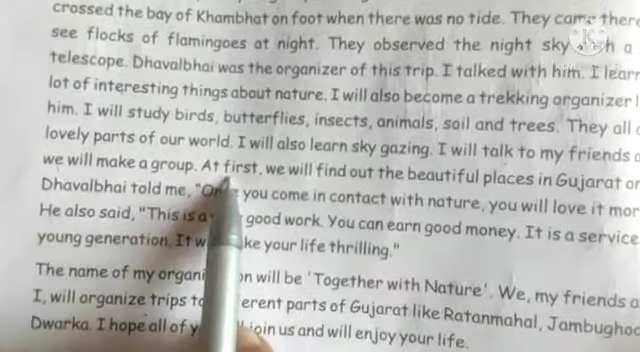 crossed the bay of Khambhat on foot when there was no tide. They came there
see flocks of flamingoes at night. They observed the night sky a
telescope. Dhavalbhai was the organizer of this trip. I talked with him. I learn
lot of interesting things about nature. I will also become a trekking organizer
him. I will study birds, butterflies, insects, animals, soil and trees. They all
lovely parts of our world. I will also learn sky gazing. I will talk to my friends
we will make a group. At first, we will find out the beautiful places in Gujarat or
Dhavalbhai told me, "On you come in contact with nature, you will love it mor
He also said, "This is a good work. You can earn good money. It is a service
young generation. It w ke your life thrilling."
The name of my organi on will be 'Together with Nature'. We, my friends
I, will organize trips to erent parts of Gujarat like Ratanmahal, Jambughod
Dwarka. I hope all of y join us and will enjoy your life.